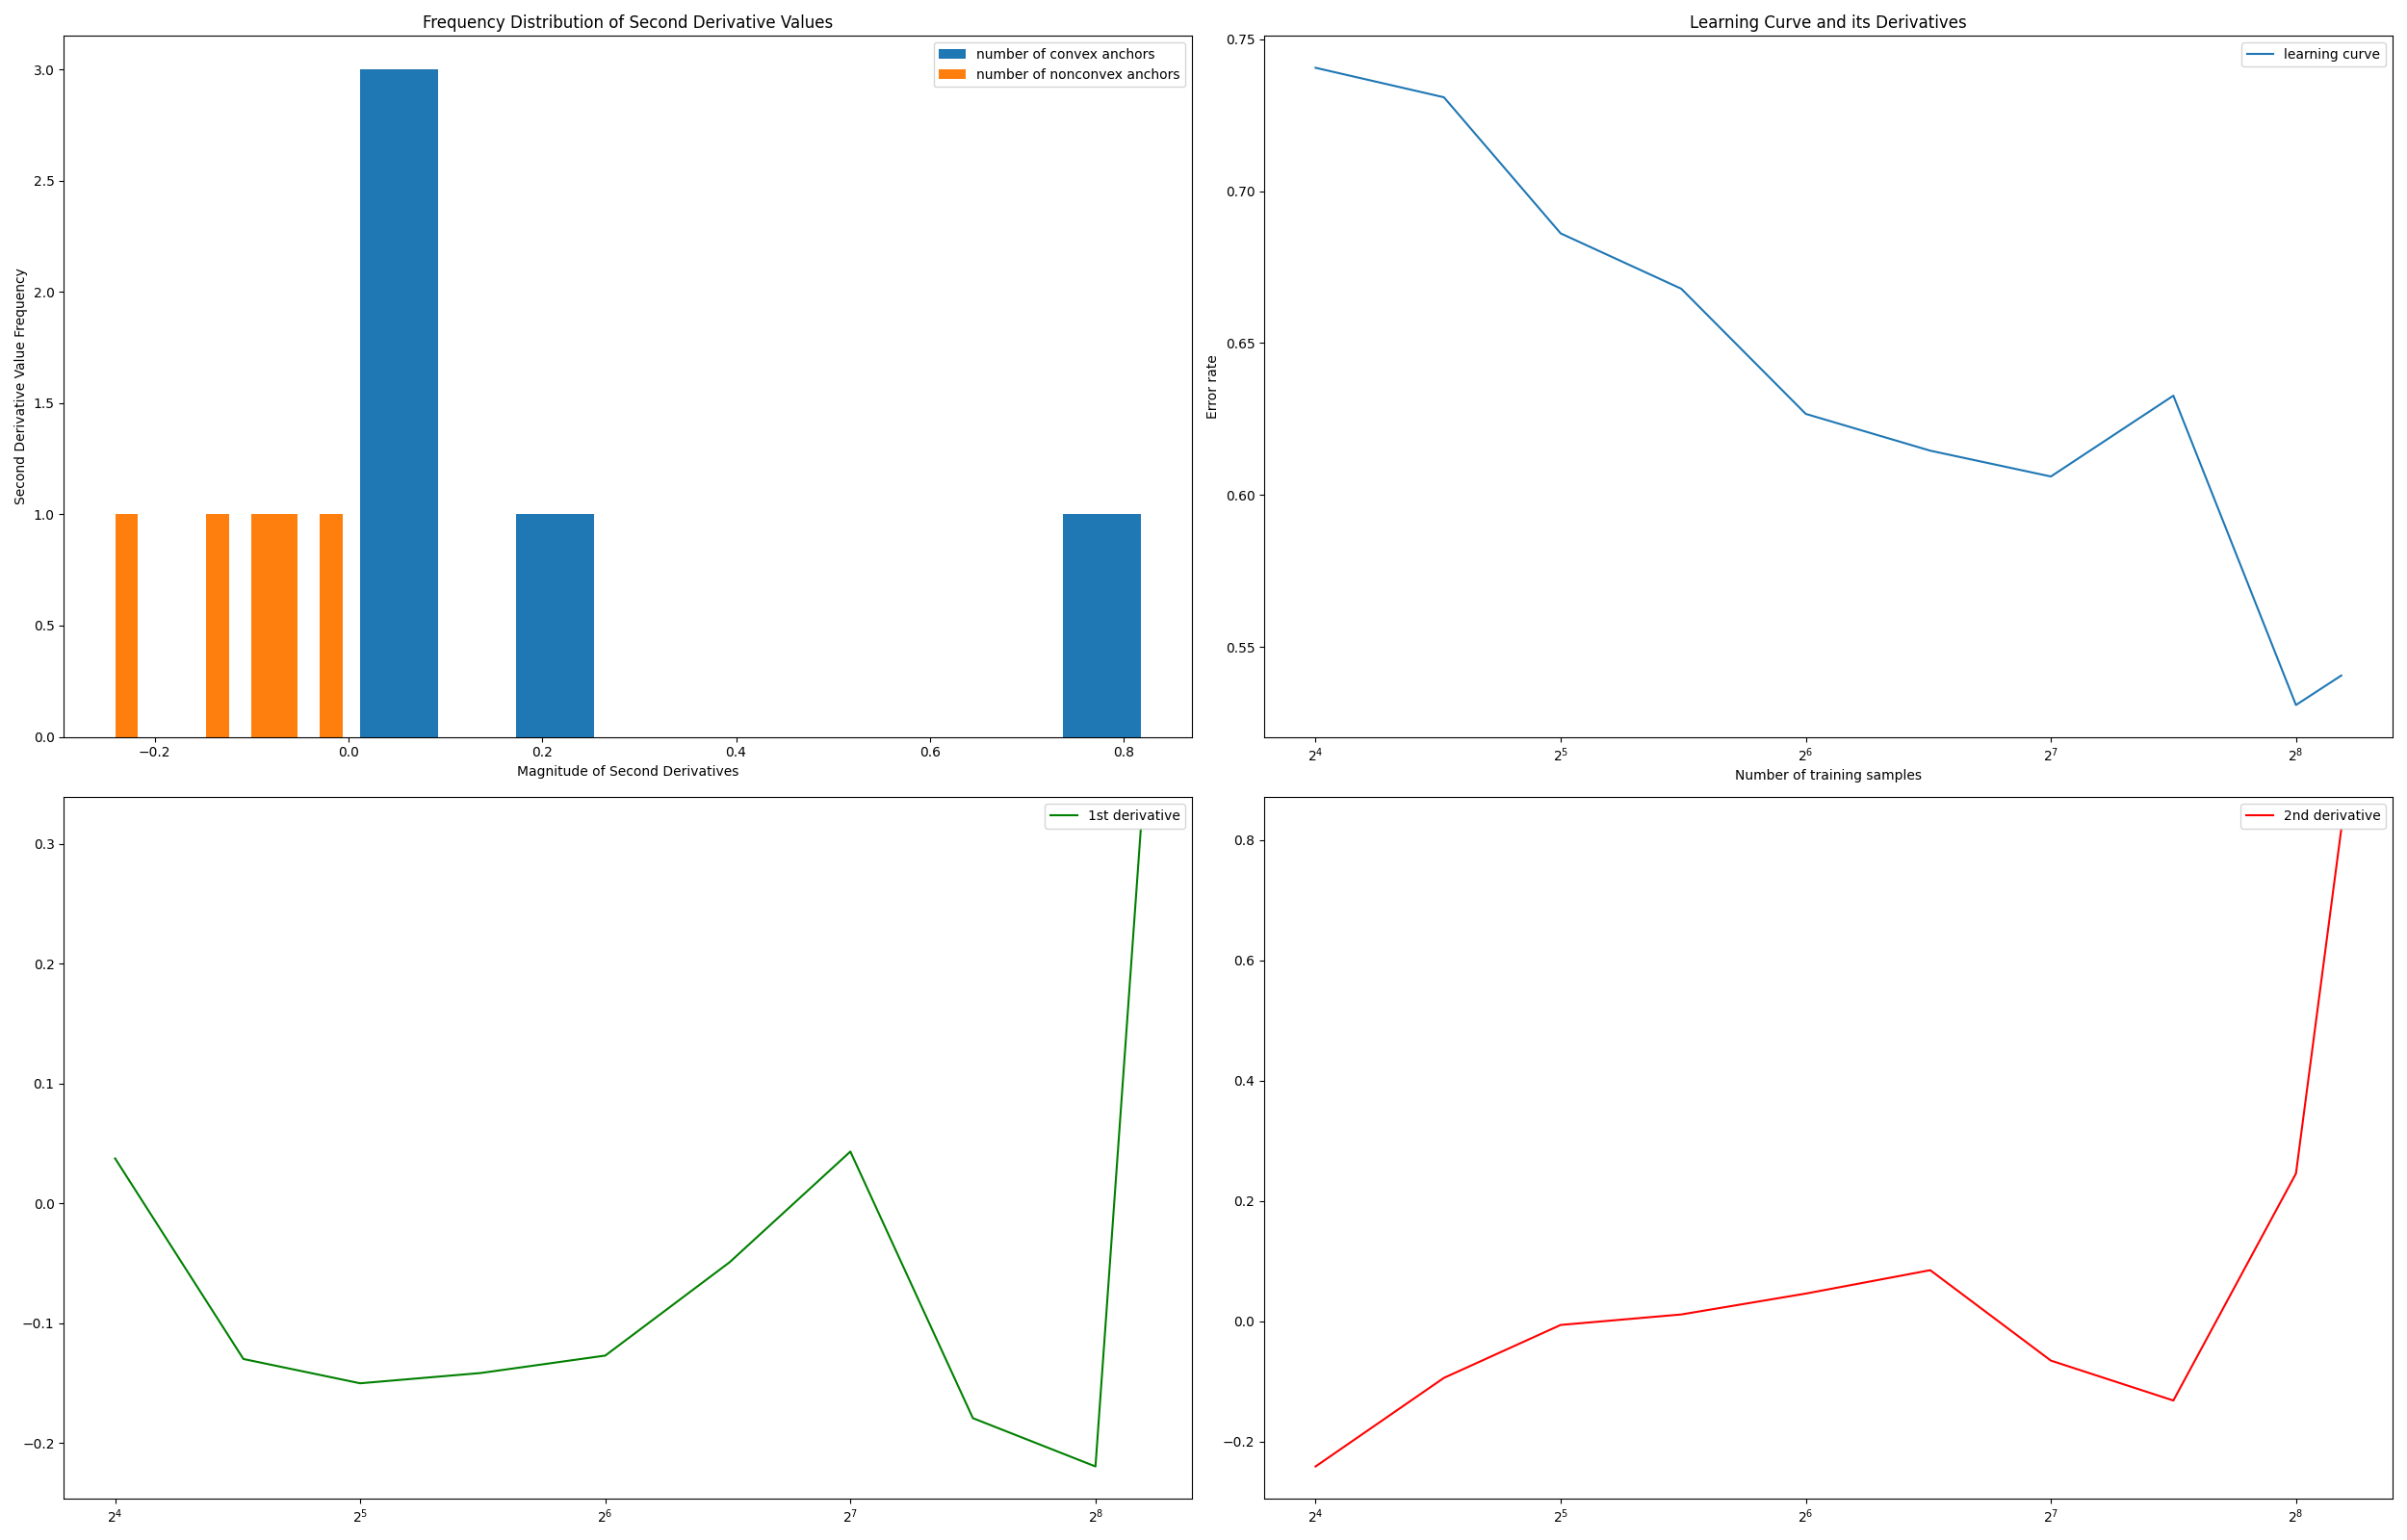 Frequency Distribution of Second Derivative Values
number of convex anchors
number of nonconvex anchors
Second Derivative Value Frequency
3.0
2.5
2.0
1.5
1.0
0.5
0.0
−0.2 0.0 0.2 0.4 0.6 0.8
Magnitude of Second Derivatives
Learning Curve and its Derivatives
learning curve
Error rate
0.75
0.70
0.65
0.60
0.55
2⁴ 2⁵ 2⁶ 2⁷ 2⁸
Number of training samples
1st derivative
0.3
0.2
0.1
0.0
−0.1
−0.2
2⁴ 2⁵ 2⁶ 2⁷ 2⁸
2nd derivative
0.8
0.6
0.4
0.2
0.0
−0.2
2⁴ 2⁵ 2⁶ 2⁷ 2⁸